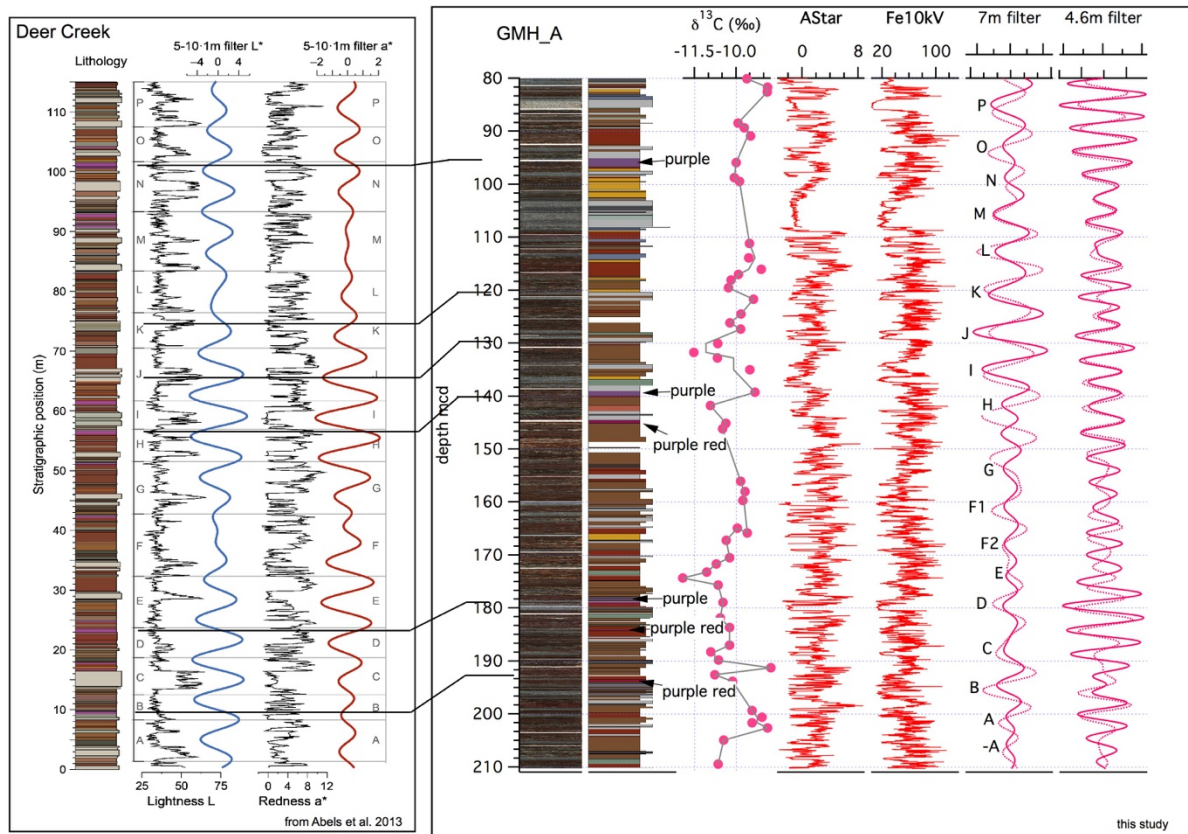 Deer Creek
5-10·1m filter L*
5-10·1m filter a*
Lithology
−4 0 4
−2 0 2
Stratigraphic position (m)
110
100
90
80
70
60
50
40
30
20
10
0
P P
O O
N N
M M
L L
K K
J J
I I
H H
G G
F F
E E
D D
C C
B B
A A
25 50 75
0 4 8 12
Lightness L
Redness a*
from Abels et al. 2013
GMH_A
δ13C (‰)
-11.5 -10.0
AStar
0 8
Fe10kV
20 100
7m filter
4.6m filter
depth mcd
80
90
100
110
120
130
140
150
160
170
180
190
200
210
purple
purple
purple red
purple
purple red
purple red
P
O
N
M
L
K
J
I
H
G
F1
F2
E
D
C
B
A
-A
this study